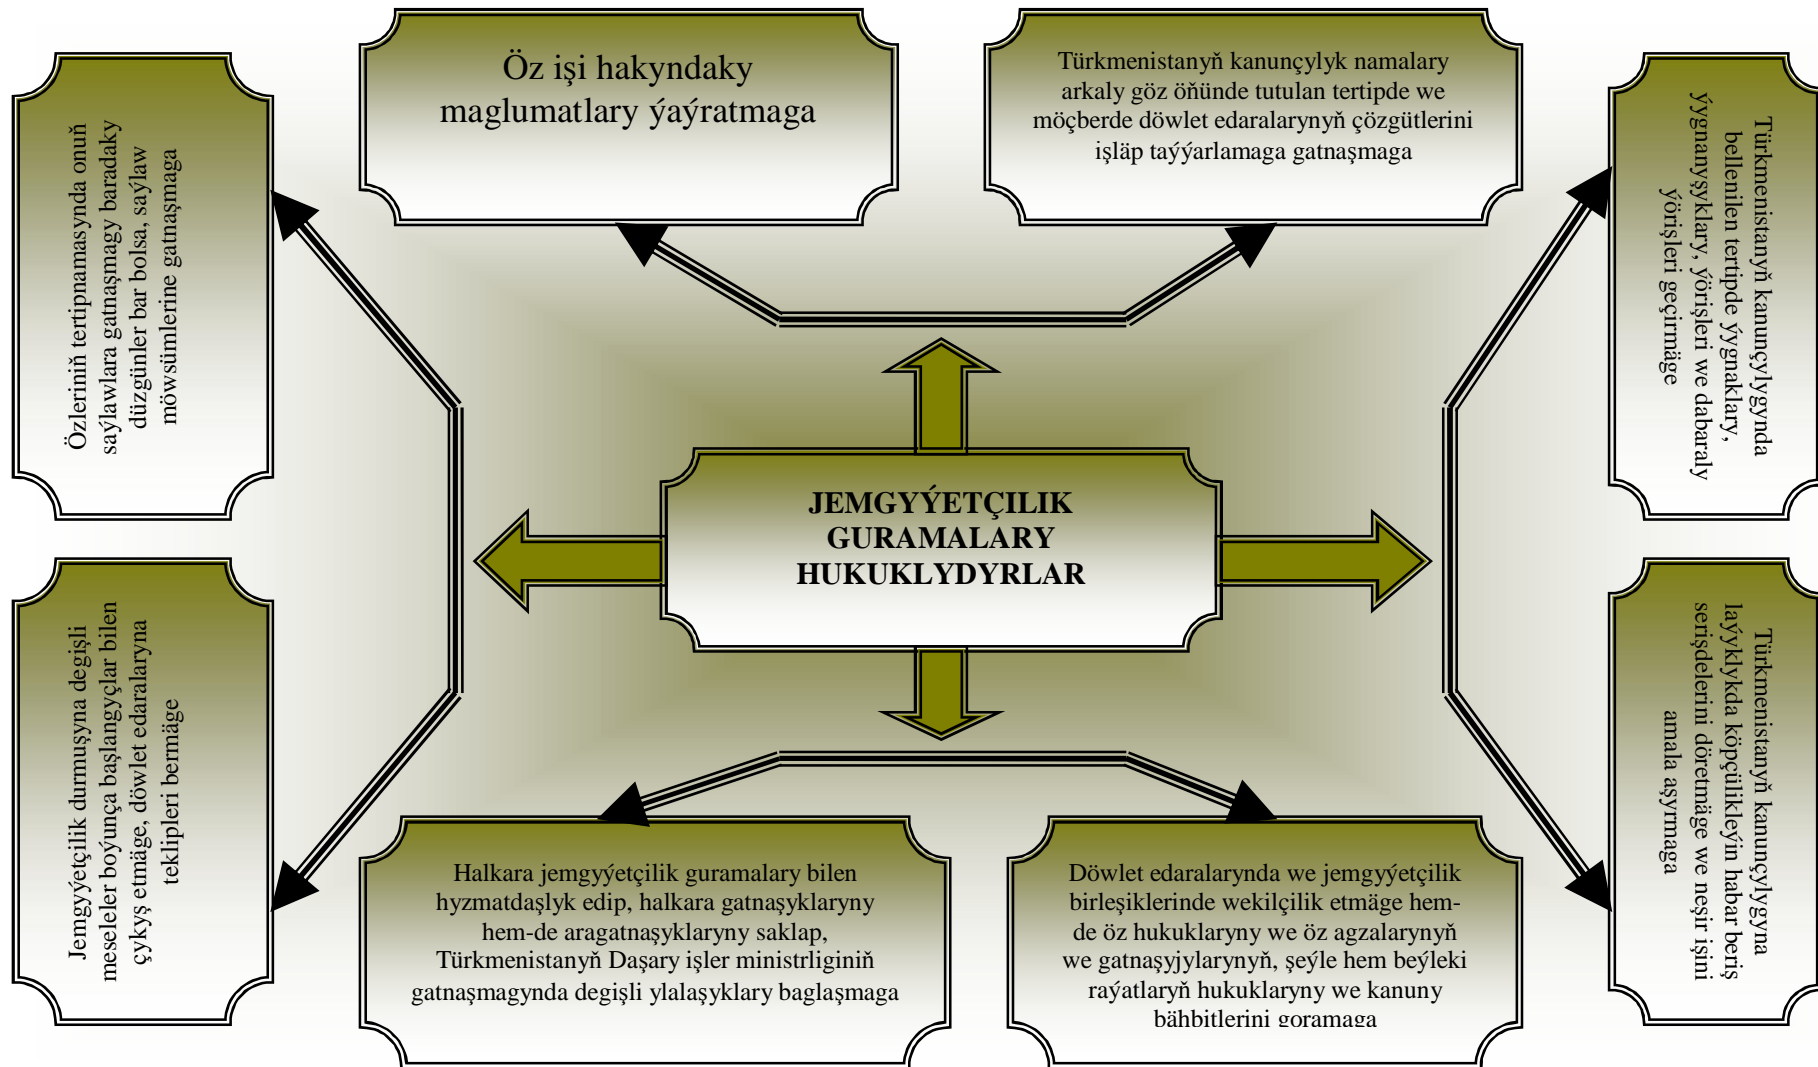 Öz işi hakyndaky
maglumatlary ýaýratmaga
Türkmenistanyň kanunçylyk namalary
arkaly göz öňünde tutulan tertipde we
möçberde döwlet edaralarynyň çözgütlerini
işläp taýýarlamaga gatnaşmaga
Özleriniň tertipnamasynda onuň
saýlawlara gatnaşmagy baradaky
düzgünler bar bolsa, saýlaw
möwsümlerine gatnaşmaga
Türkmenistanyň kanunçylygynda
bellenilen tertipde ýygnaklary,
ýygnanyşyklary, ýörişleri we dabaraly
ýörişleri geçirmäge
JEMGYÝETÇILIK
GURAMALARY
HUKUKLYDYRLAR
Jemgyýetçilik durmuşyna degişli
meseleler boýunça başlangyçlar bilen
çykyş etmäge, döwlet edaralaryna
teklipleri bermäge
Türkmenistanyň kanunçylygyna
laýyklykda köpçülikleýin habar beriş
serişdelerini döretmäge we neşir işini
amala aşyrmaga
Halkara jemgyýetçilik guramalary bilen
hyzmatdaşlyk edip, halkara gatnaşyklaryny
hem-de aragatnaşyklaryny saklap,
Türkmenistanyň Daşary işler ministrliginiň
gatnaşmagynda degişli ylalaşyklary baglaşmaga
Döwlet edaralarynda we jemgyýetçilik
birleşiklerinde wekilçilik etmäge hem-
de öz hukuklaryny we öz agzalarynyň
we gatnaşyjylarynyň, şeýle hem beýleki
raýatlaryň hukuklaryny we kanuny
bähbitlerini goramaga